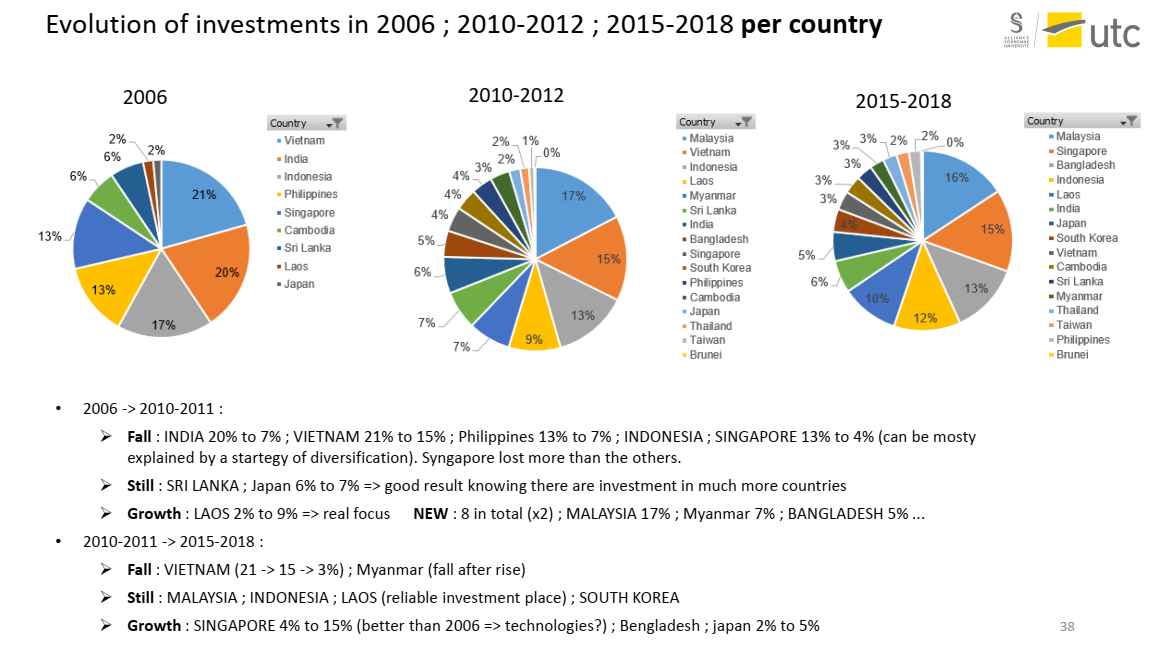 Evolution of investments in 2006 ; 2010-2012 ; 2015-2018 per country
ALLIANCE
SORBONNE
UNIVERSITÉ
utc
2006
2%
2%
6%
6%
21%
13%
20%
13%
17%
Country
Vietnam
India
Indonesia
Philippines
Singapore
Cambodia
Sri Lanka
Laos
Japan
2010-2012
2%
1%
0%
2%
3%
4%
4%
4%
5%
6%
7%
7%
17%
15%
13%
9%
Country
Malaysia
Vietnam
Indonesia
Laos
Myanmar
Sri Lanka
India
Bangladesh
Singapore
South Korea
Philippines
Cambodia
Japan
Thailand
Taiwan
Brunei
2015-2018
3%
2%
2%
0%
3%
3%
3%
3%
4%
5%
6%
10%
16%
15%
13%
12%
Country
Malaysia
Singapore
Bangladesh
Indonesia
Laos
India
Japan
South Korea
Vietnam
Cambodia
Sri Lanka
Myanmar
Thailand
Taiwan
Philippines
Brunei
• 2006 -> 2010-2011 :
➢ Fall : INDIA 20% to 7% ; VIETNAM 21% to 15% ; Philippines 13% to 7% ; INDONESIA ; SINGAPORE 13% to 4% (can be mosty
explained by a startegy of diversification). Syngapore lost more than the others.
➢ Still : SRI LANKA ; Japan 6% to 7% => good result knowing there are investment in much more countries
➢ Growth : LAOS 2% to 9% => real focus NEW : 8 in total (x2) ; MALAYSIA 17% ; Myanmar 7% ; BANGLADESH 5% ...
• 2010-2011 -> 2015-2018 :
➢ Fall : VIETNAM (21 -> 15 -> 3%) ; Myanmar (fall after rise)
➢ Still : MALAYSIA ; INDONESIA ; LAOS (reliable investment place) ; SOUTH KOREA
➢ Growth : SINGAPORE 4% to 15% (better than 2006 => technologies?) ; Bengladesh ; japan 2% to 5%
38